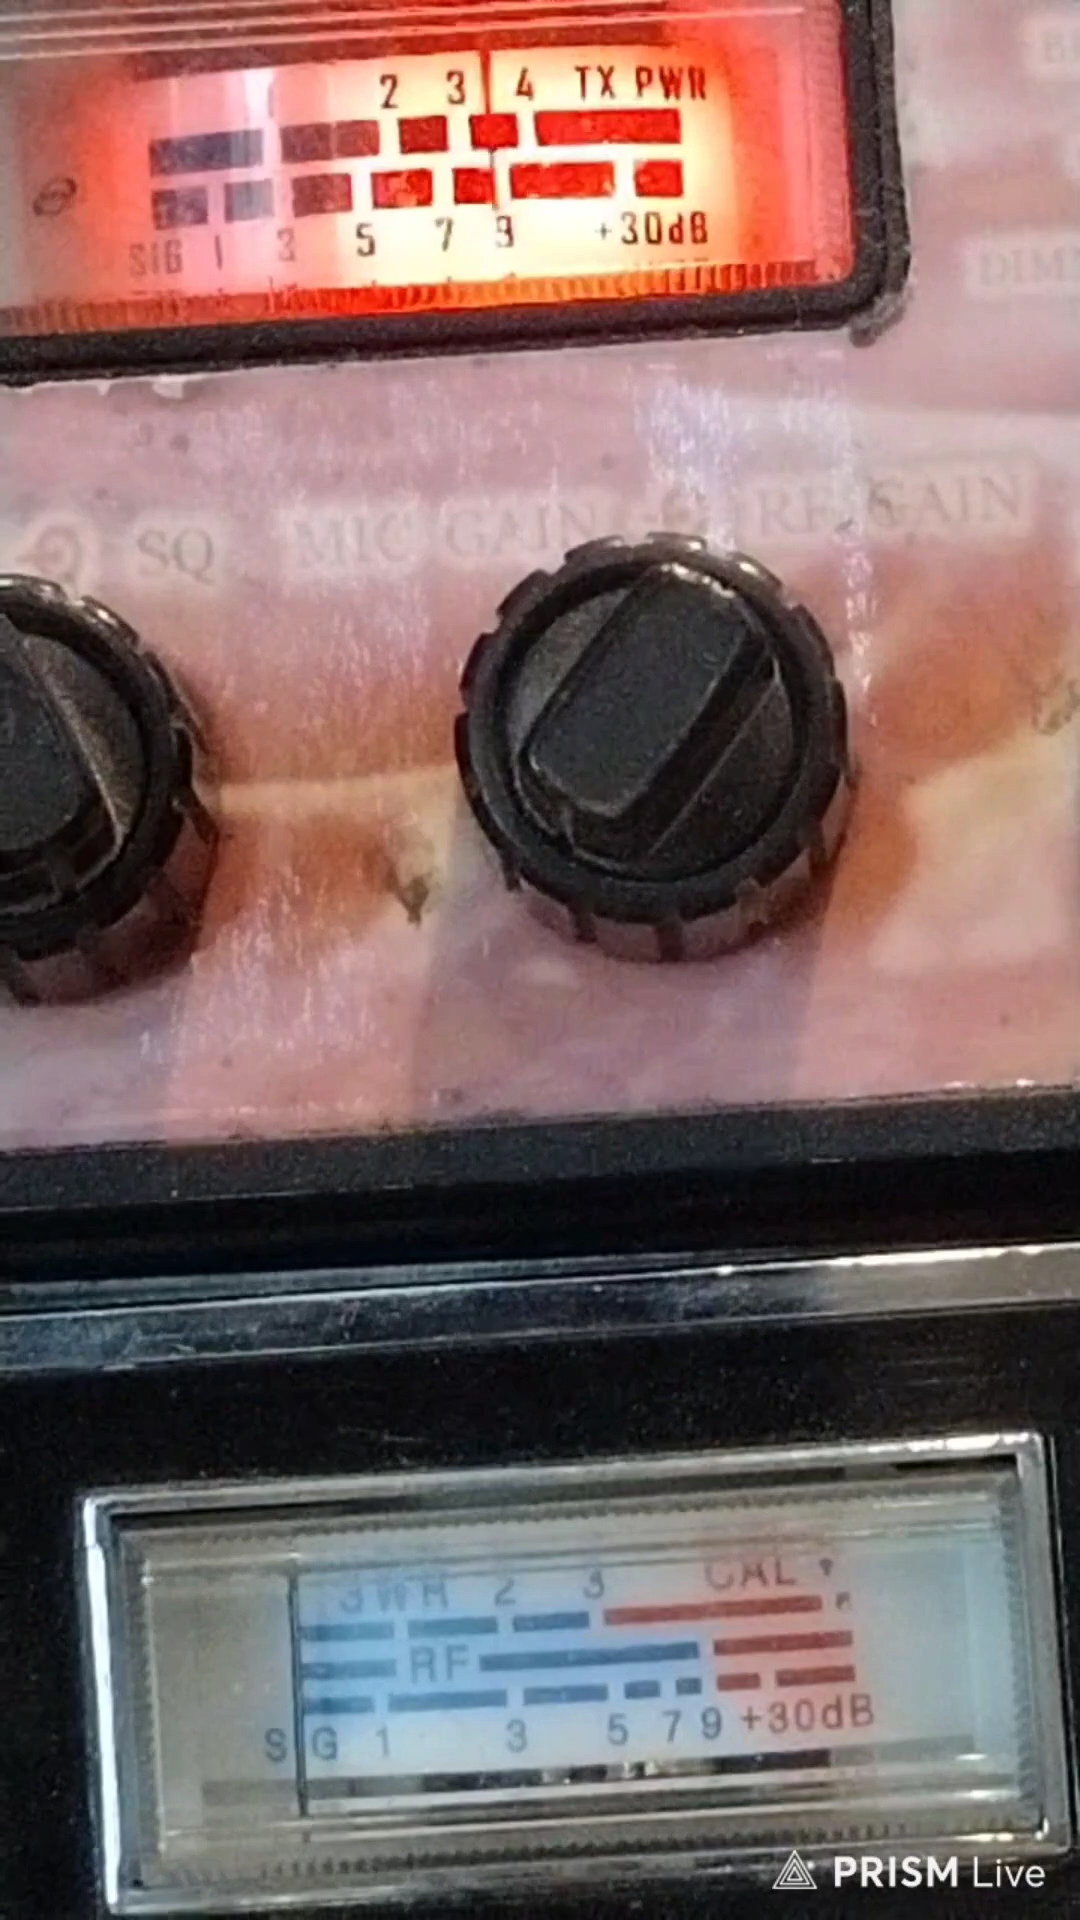 2 3 4 TX PWR
SIG 1 3 5 7 9 +30dB
SQ MIC GAIN RF GAIN
SWR 2 3 CAL
RF
SIG 1 3 5 7 9 +30dB
PRISM Live